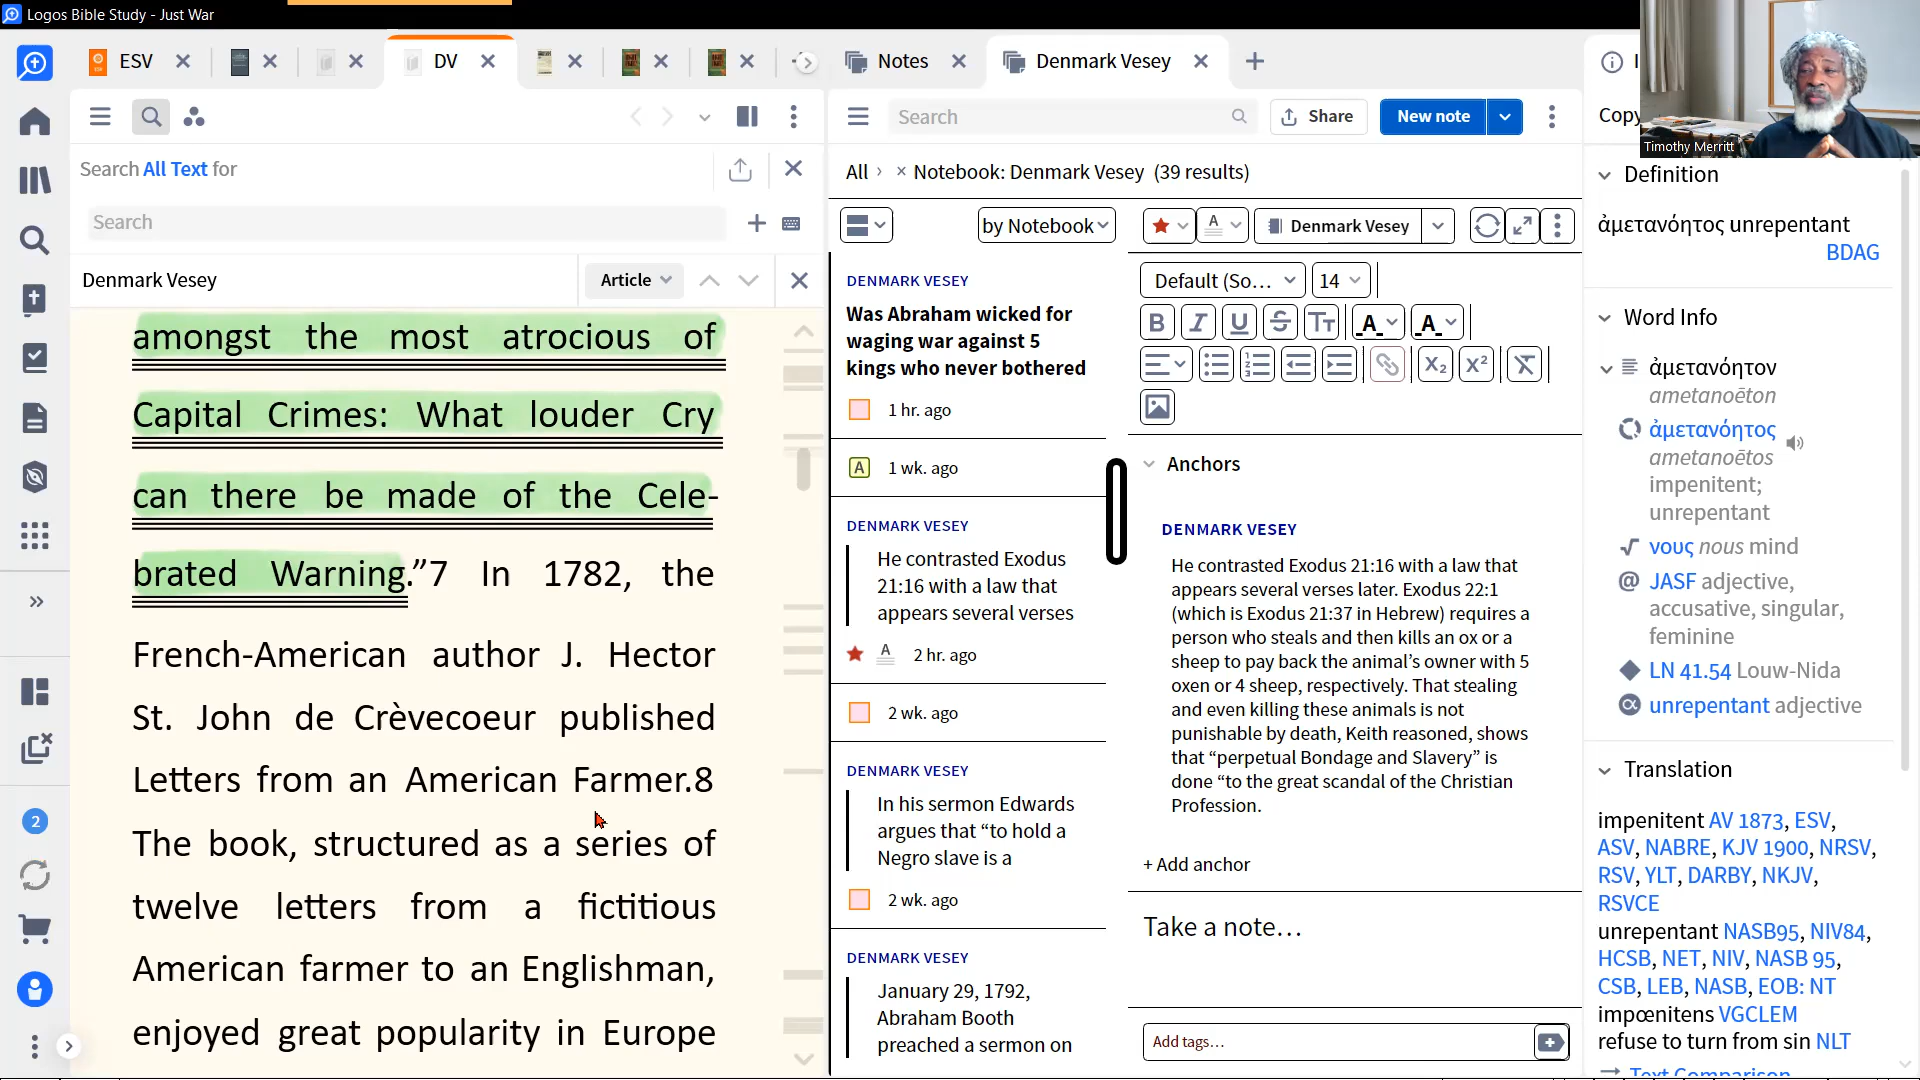 Logos Bible Study - Just War
ESV
DV
Notes
Denmark Vesey
Search
Share
New note
Copy
Timothy Merritt
Search All Text for
Search
Denmark Vesey
Article
amongst the most atrocious of
Capital Crimes: What louder Cry
can there be made of the Cele-
brated Warning.”7 In 1782, the
French-American author J. Hector
St. John de Crèvecoeur published
Letters from an American Farmer.8
The book, structured as a series of
twelve letters from a fictitious
American farmer to an Englishman,
enjoyed great popularity in Europe
2
All › × Notebook: Denmark Vesey (39 results)
by Notebook
Denmark Vesey
DENMARK VESEY
Was Abraham wicked for
waging war against 5
kings who never bothered
1 hr. ago
A 1 wk. ago
DENMARK VESEY
He contrasted Exodus
21:16 with a law that
appears several verses
A 2 hr. ago
2 wk. ago
DENMARK VESEY
In his sermon Edwards
argues that “to hold a
Negro slave is a
2 wk. ago
DENMARK VESEY
January 29, 1792,
Abraham Booth
preached a sermon on
Default (So… 14
Anchors
DENMARK VESEY
He contrasted Exodus 21:16 with a law that
appears several verses later. Exodus 22:1
(which is Exodus 21:37 in Hebrew) requires a
person who steals and then kills an ox or a
sheep to pay back the animal’s owner with 5
oxen or 4 sheep, respectively. That stealing
and even killing these animals is not
punishable by death, Keith reasoned, shows
that “perpetual Bondage and Slavery” is
done “to the great scandal of the Christian
Profession.
+ Add anchor
Take a note…
Add tags…
Definition
ἀμετανόητος unrepentant
BDAG
Word Info
ἀμετανόητον
ametanoēton
ἀμετανόητος
ametanoētos
impenitent;
unrepentant
νους nous mind
@ JASF adjective,
accusative, singular,
feminine
LN 41.54 Louw-Nida
unrepentant adjective
Translation
impenitent AV 1873, ESV,
ASV, NABRE, KJV 1900, NRSV,
RSV, YLT, DARBY, NKJV,
RSVCE
unrepentant NASB95, NIV84,
HCSB, NET, NIV, NASB 95,
CSB, LEB, NASB, EOB: NT
impœnitens VGCLEM
refuse to turn from sin NLT
→ Text Comparison